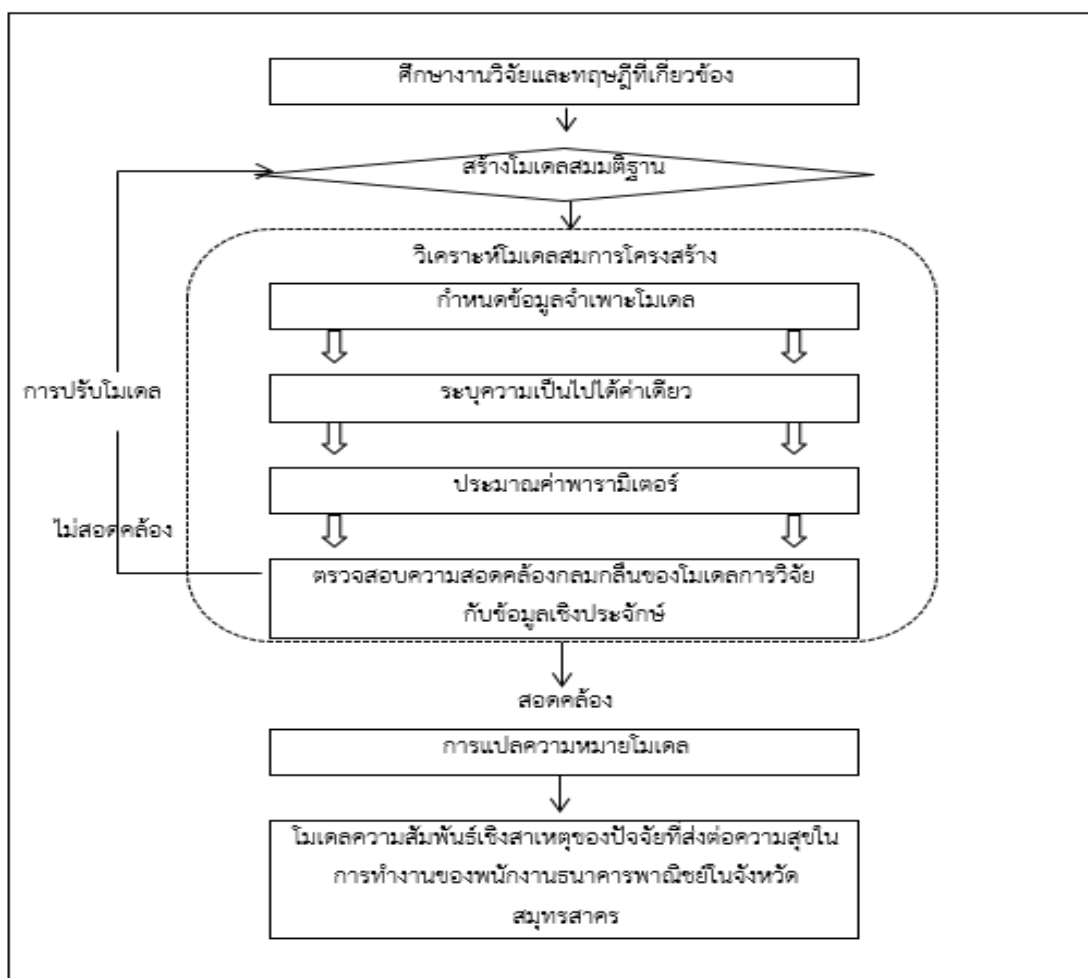 ศึกษางานวิจัยและทฤษฎีที่เกี่ยวข้อง
สร้างโมเดลสมมติฐาน
วิเคราะห์โมเดลสมการโครงสร้าง
กำหนดข้อมูลจำเพาะโมเดล
การปรับโมเดล
ระบุความเป็นไปได้ค่าเดียว
ประมาณค่าพารามิเตอร์
ไม่สอดคล้อง
ตรวจสอบความสอดคล้องกลมกลืนของโมเดลการวิจัย
กับข้อมูลเชิงประจักษ์
สอดคล้อง
การแปลความหมายโมเดล
โมเดลความสัมพันธ์เชิงสาเหตุของปัจจัยที่ส่งต่อความสุขใน
การทำงานของพนักงานธนาคารพาณิชย์ในจังหวัด
สมุทรสาคร